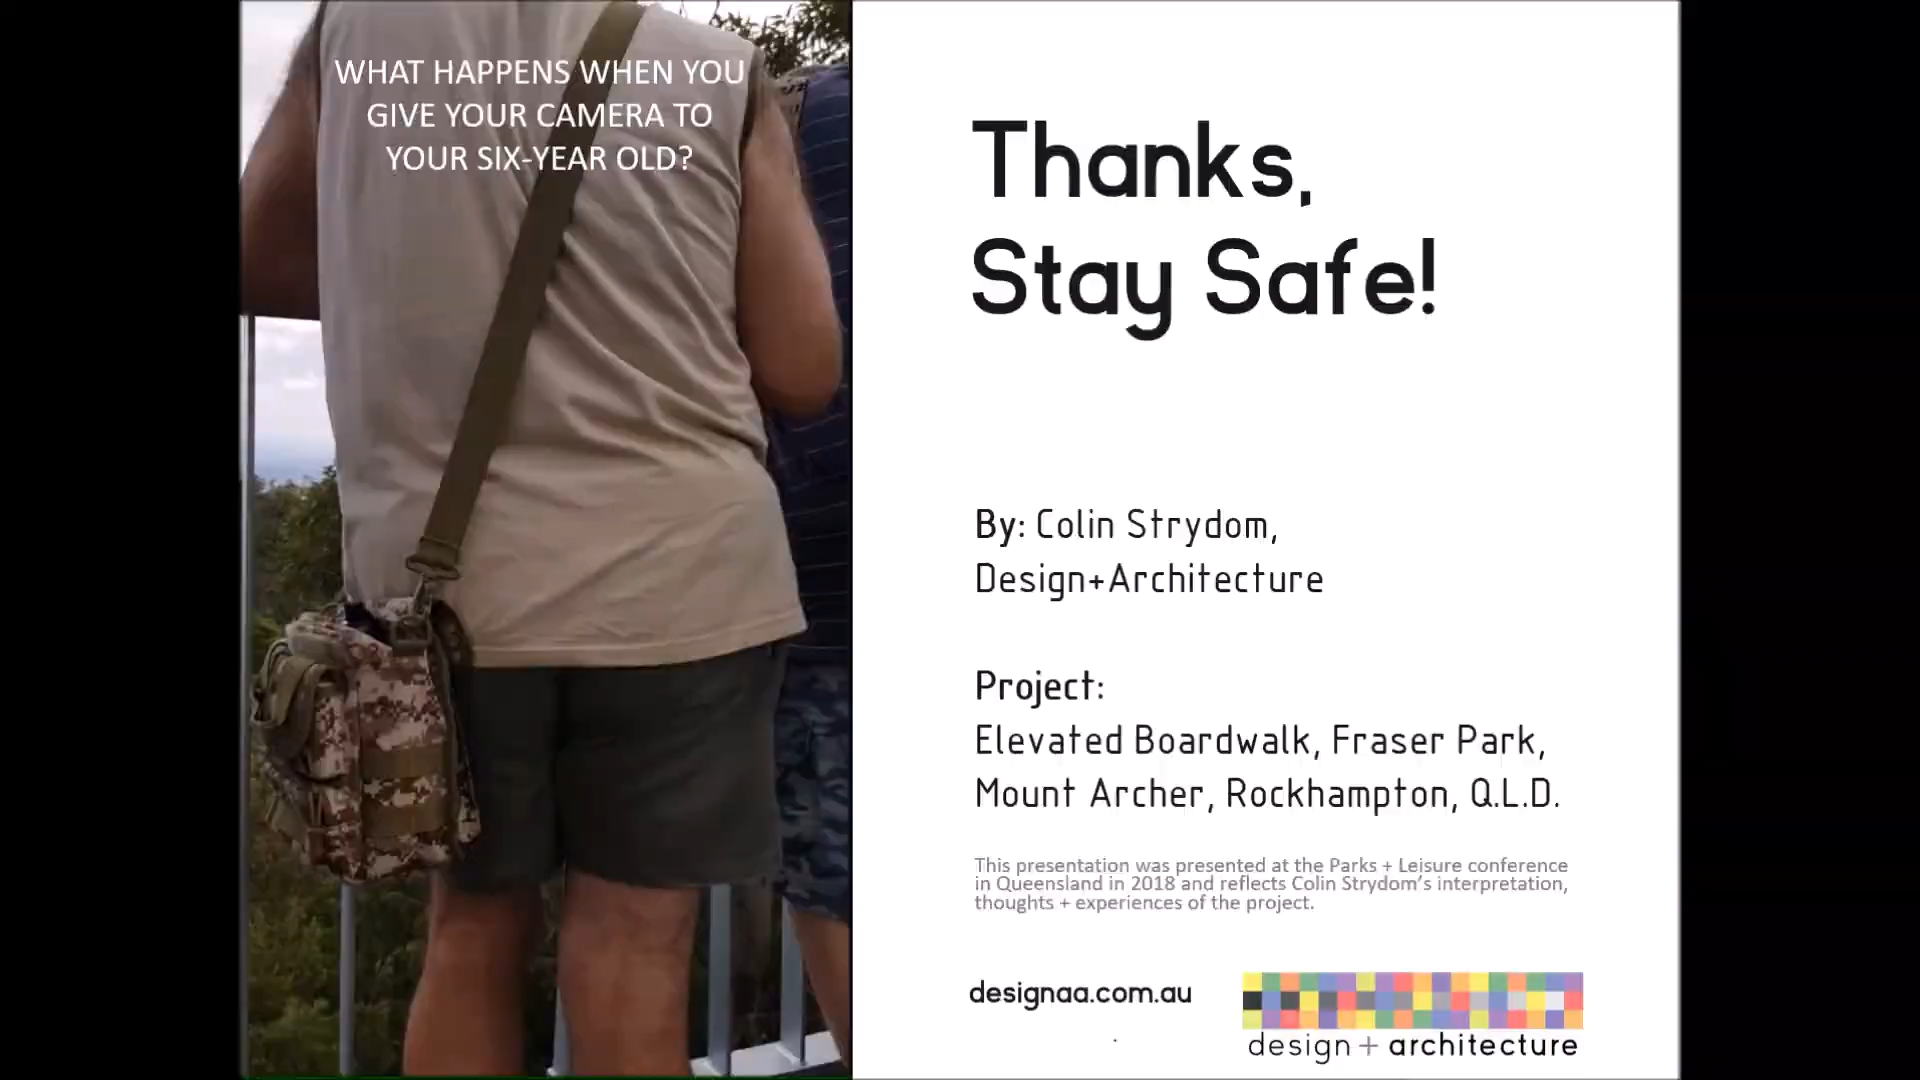 WHAT HAPPENS WHEN YOU
GIVE YOUR CAMERA TO
YOUR SIX-YEAR OLD?
Thanks,
Stay Safe!
By: Colin Strydom,
Design+Architecture
Project:
Elevated Boardwalk, Fraser Park,
Mount Archer, Rockhampton, Q.L.D.
This presentation was presented at the Parks + Leisure conference
in Queensland in 2018 and reflects Colin Strydom's interpretation,
thoughts + experiences of the project.
designaa.com.au
design + architecture